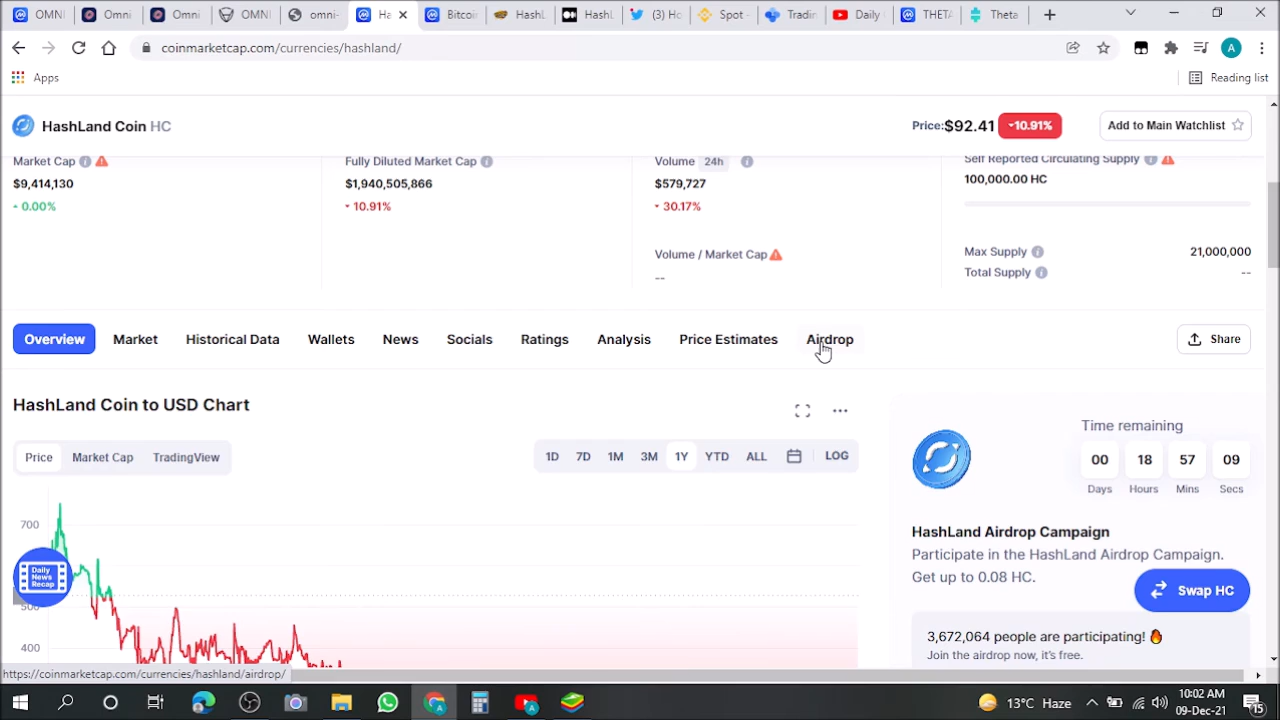 OMNI
Omni
Omni
OMNI
omni-
Ha
Bitcoin
HashL
HashL
(3) Ho
Spot -
Tradin
Daily
THETA
Theta
coinmarketcap.com/currencies/hashland/
A
Apps
Reading list
HashLand Coin HC
Price:$92.41 -10.91%
Add to Main Watchlist
Market Cap
Fully Diluted Market Cap
Volume 24h
Self Reported Circulating Supply
$9,414,130
$1,940,505,866
$579,727
100,000.00 HC
0.00%
10.91%
30.17%
Volume / Market Cap
--
Max Supply 21,000,000
Total Supply --
Overview Market Historical Data Wallets News Socials Ratings Analysis Price Estimates Airdrop
Share
HashLand Coin to USD Chart
Price Market Cap TradingView
1D 7D 1M 3M 1Y YTD ALL LOG
700
500
400
Daily
News
Recap
Time remaining
00 18 57 09
Days Hours Mins Secs
HashLand Airdrop Campaign
Participate in the HashLand Airdrop Campaign.
Get up to 0.08 HC.
Swap HC
3,672,064 people are participating!
Join the airdrop now, it's free.
https://coinmarketcap.com/currencies/hashland/airdrop/
13°C Haze
10:02 AM
09-Dec-21
15